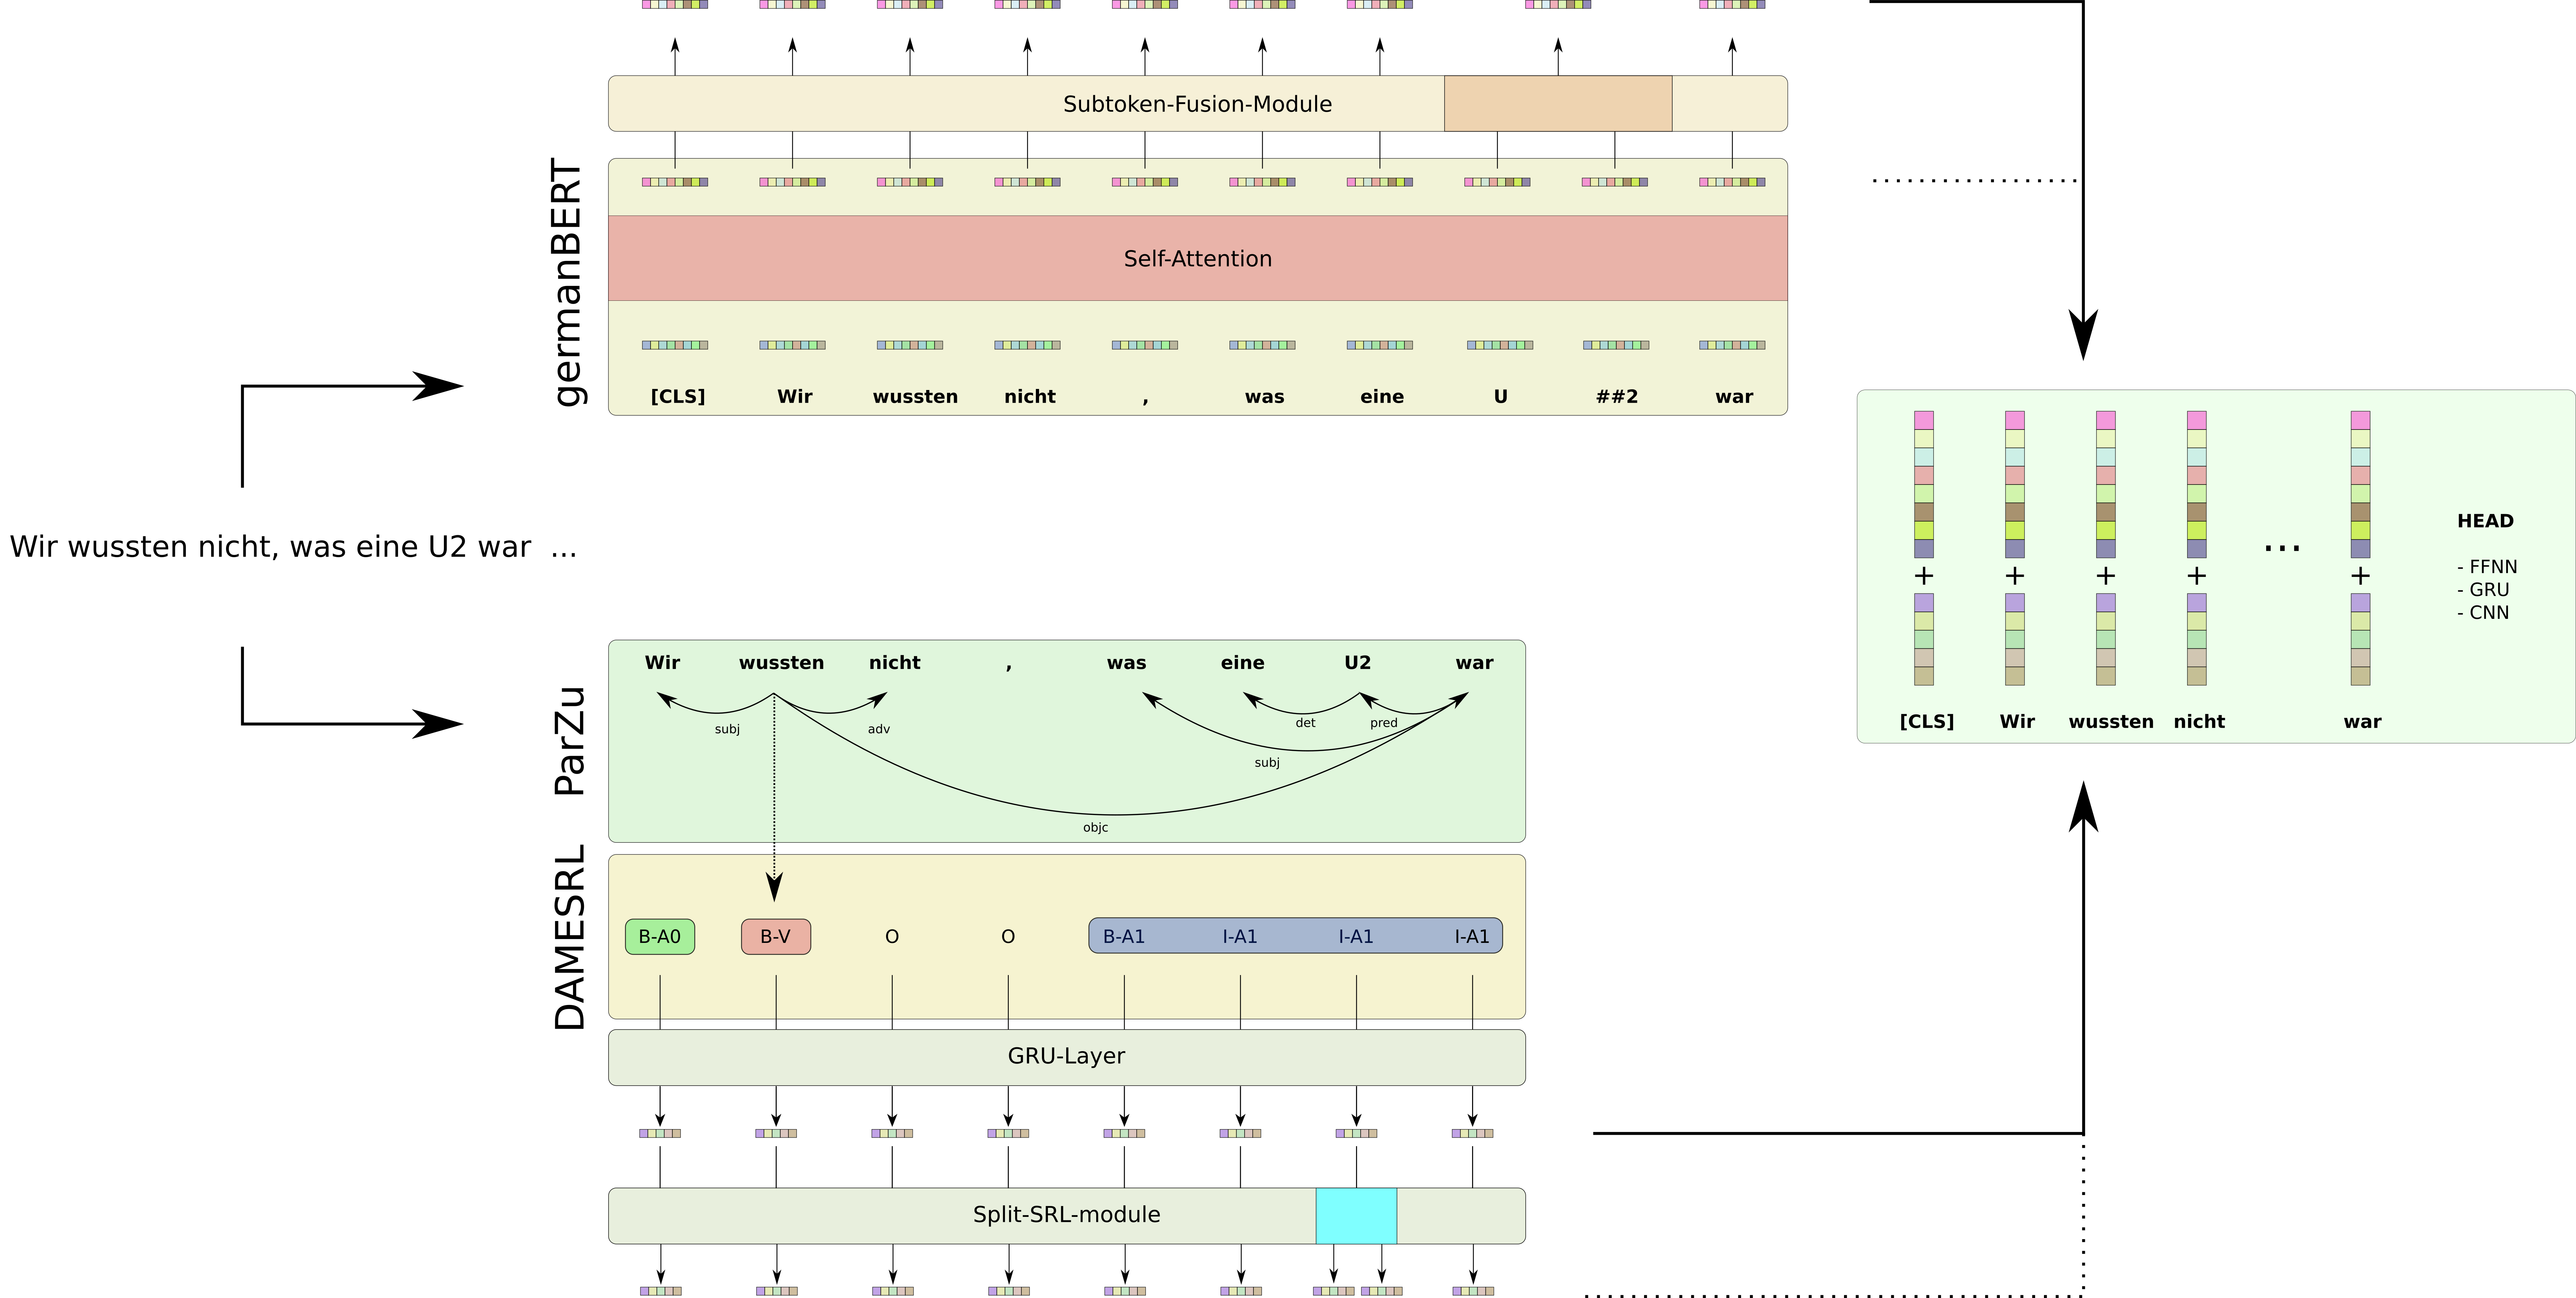 Subtoken-Fusion-Module
germanBERT
Self-Attention
[CLS] Wir wussten nicht , was eine U ##2 war
Wir wussten nicht, was eine U2 war ...
ParZu
Wir wussten nicht , was eine U2 war
subj adv det pred
subj
objc
DAMESRL
B-A0 B-V O O B-A1 I-A1 I-A1 I-A1
GRU-Layer
Split-SRL-module
...
+ + + + +
[CLS] Wir wussten nicht war
HEAD
- FFNN
- GRU
- CNN